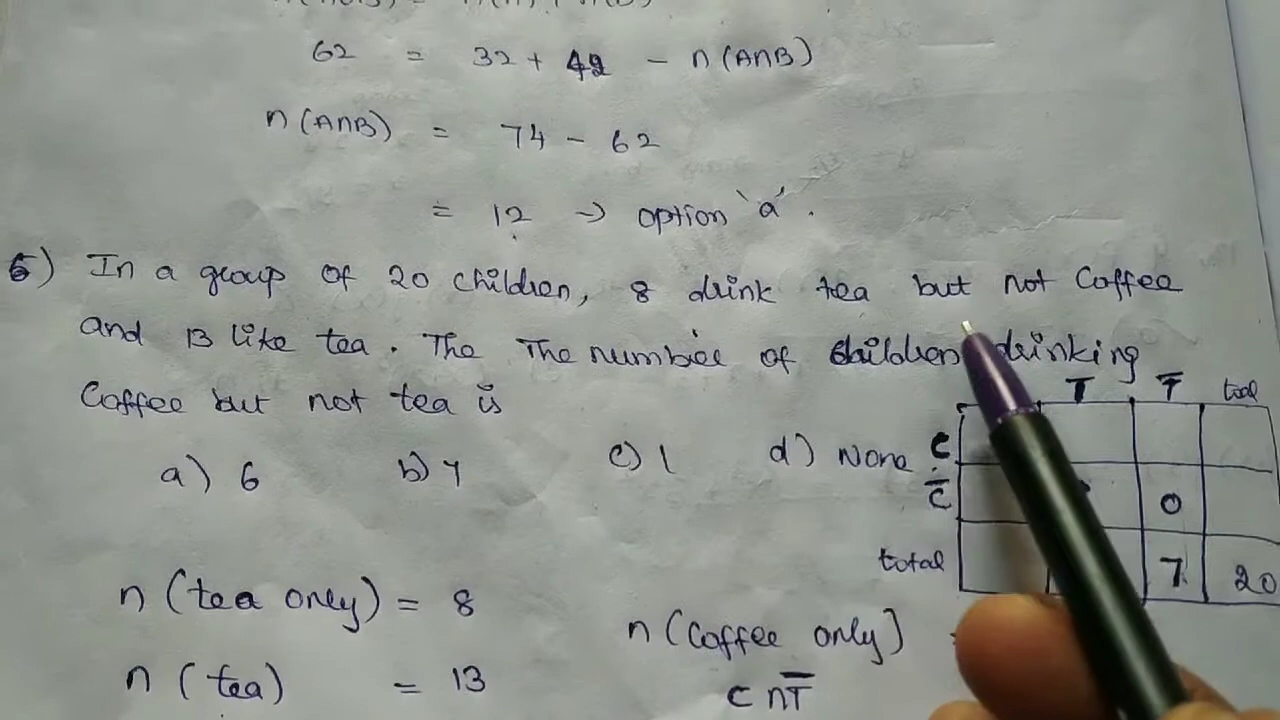 62 = 32 + 42 - n(A∩B)
n(A∩B) = 74 - 62
= 12 → option 'a'.
5) In a group of 20 children, 8 drink tea but not Coffee
and 13 like tea. The The number of children drinking
Coffee but not tea is
a) 6 b) 7 c) 1 d) None
T T̅ total
C
C̅ 0
total 7 20
n(tea only) = 8
n(Coffee only)
n(tea) = 13
C∩T̅